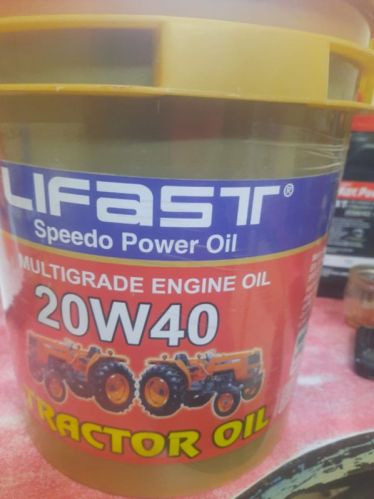 LIFAST®
Speedo Power Oil
MULTIGRADE ENGINE OIL
20W40
TRACTOR OIL